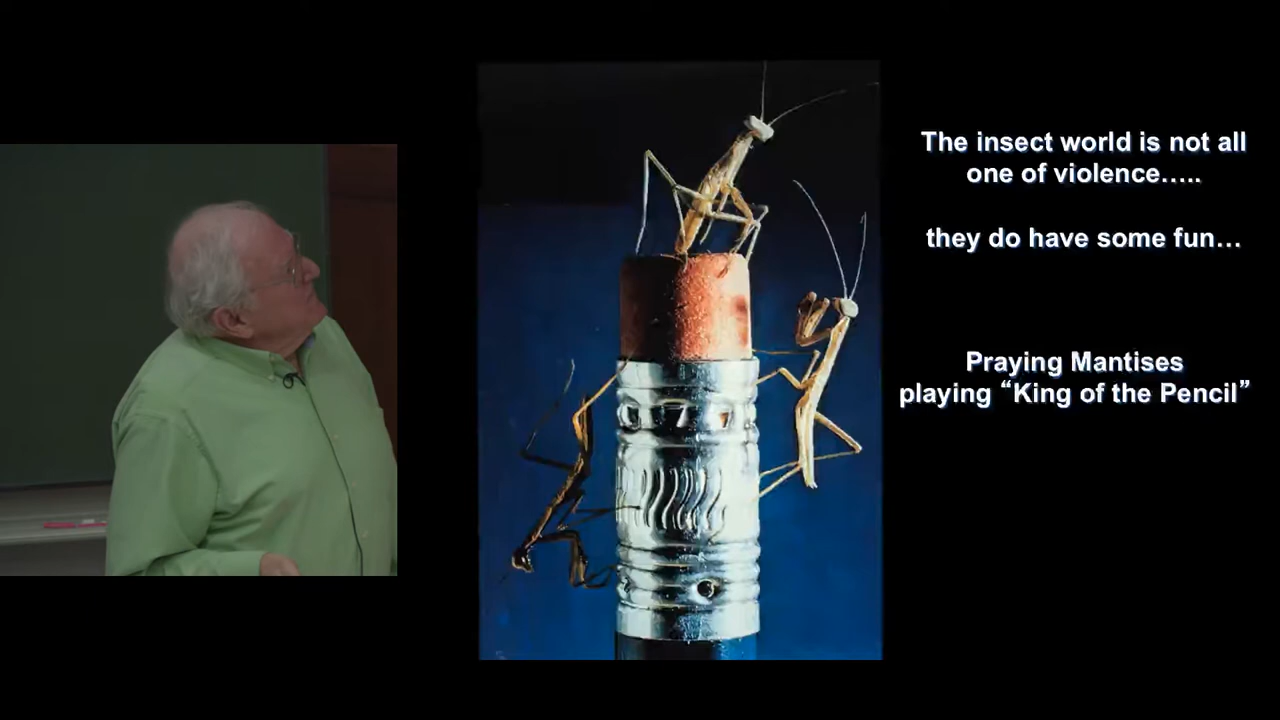 The insect world is not all
one of violence…..
they do have some fun…
Praying Mantises
playing “King of the Pencil”